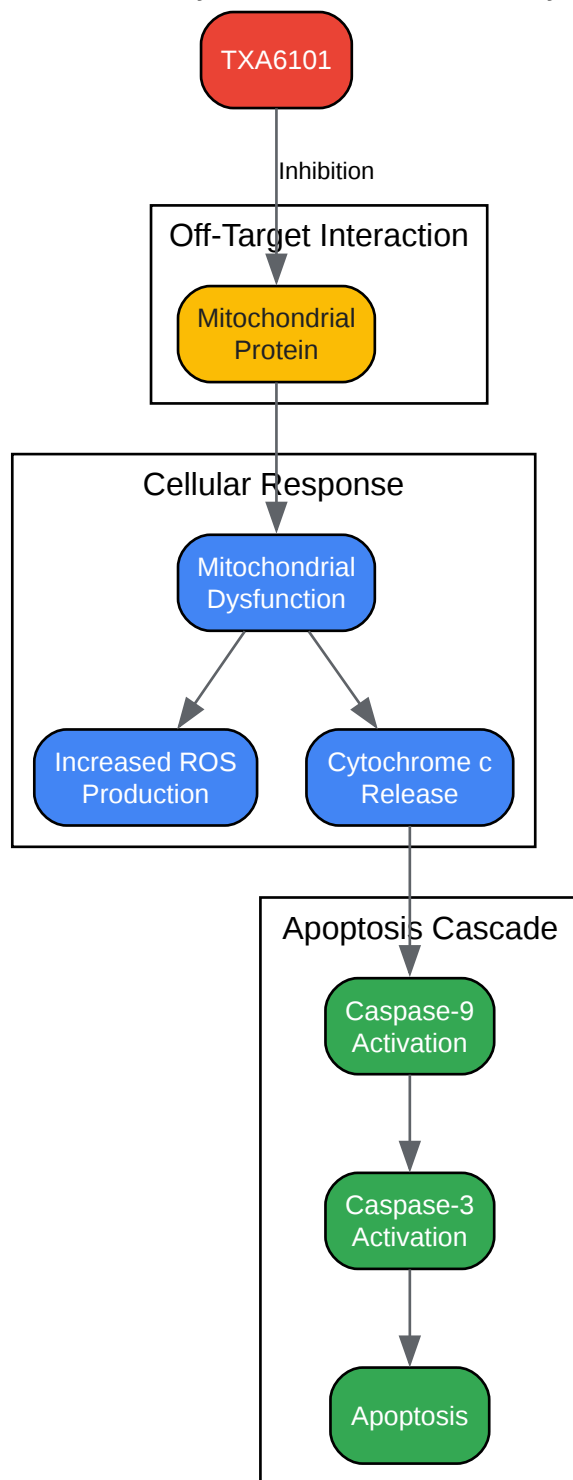 TXA6101
Inhibition
Off-Target Interaction
Mitochondrial
Protein
Cellular Response
Mitochondrial
Dysfunction
Increased ROS
Production
Cytochrome c
Release
Apoptosis Cascade
Caspase-9
Activation
Caspase-3
Activation
Apoptosis